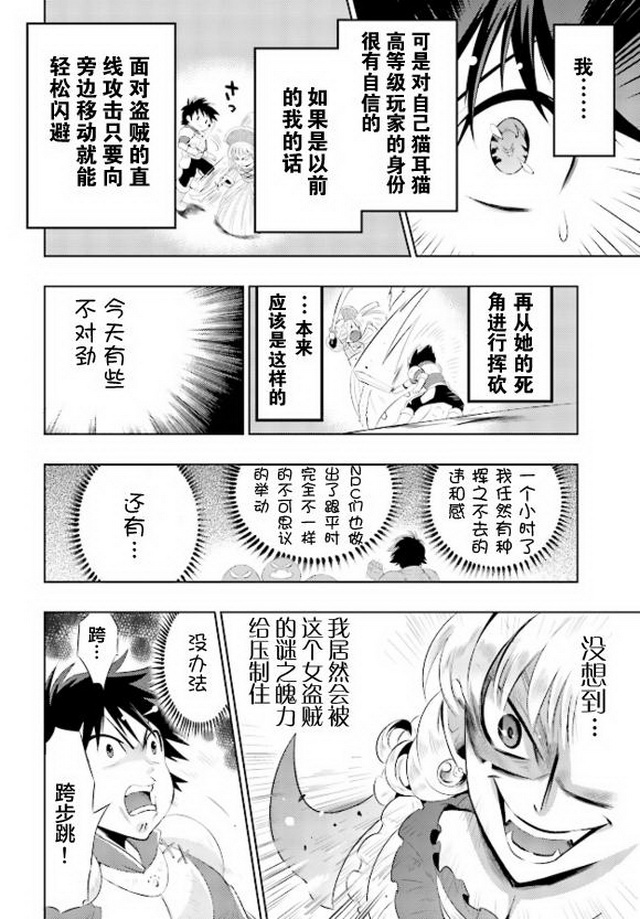 我…
可是对自己猫耳猫
高等级玩家的身份
很有自信的
如果是以前
的我的话
さっ
面对盗贼的直
线攻击只要向
旁边移动就能
轻松闪避
再从她的死
角进行挥砍
…本来
应该是这样的
今天有些
不对劲
一个小时了
我任然有种
挥之不去的
违和感
NPC们也做
出了跟平时
完全不一样
的不可思议
的举动
还有…
没想到…
我居然会被
这个女盗贼
的谜之魄力
给压制住
没办法
跨…
跨步跳！